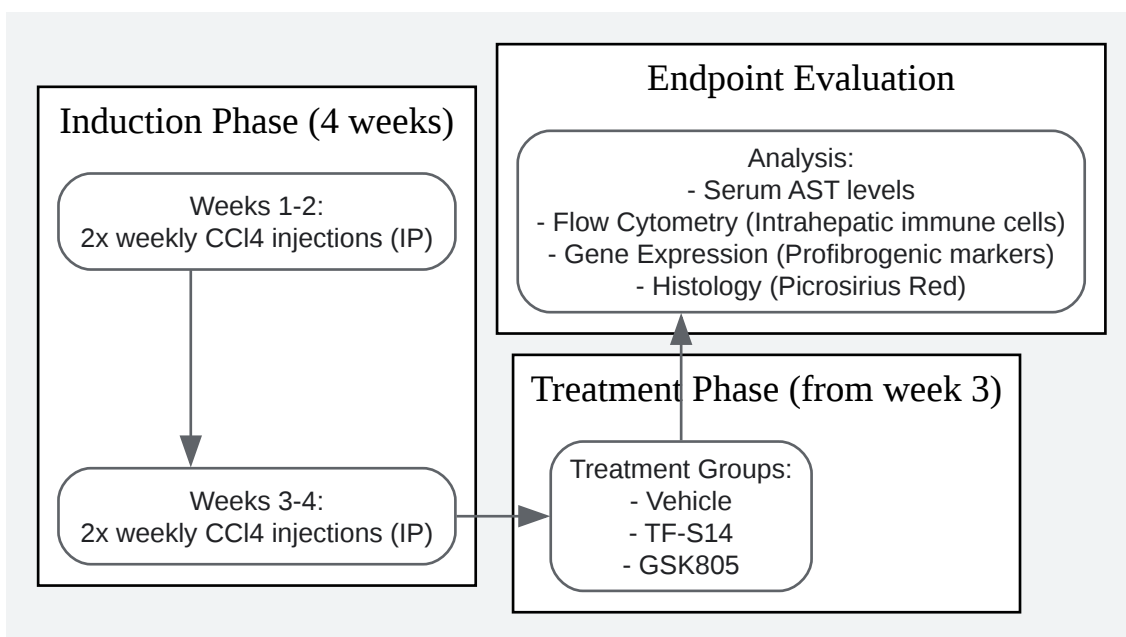 Induction Phase (4 weeks)
Weeks 1-2:
2x weekly CCl4 injections (IP)
Weeks 3-4:
2x weekly CCl4 injections (IP)
Treatment Phase (from week 3)
Treatment Groups:
- Vehicle
- TF-S14
- GSK805
Endpoint Evaluation
Analysis:
- Serum AST levels
- Flow Cytometry (Intrahepatic immune cells)
- Gene Expression (Profibrogenic markers)
- Histology (Picrosirius Red)